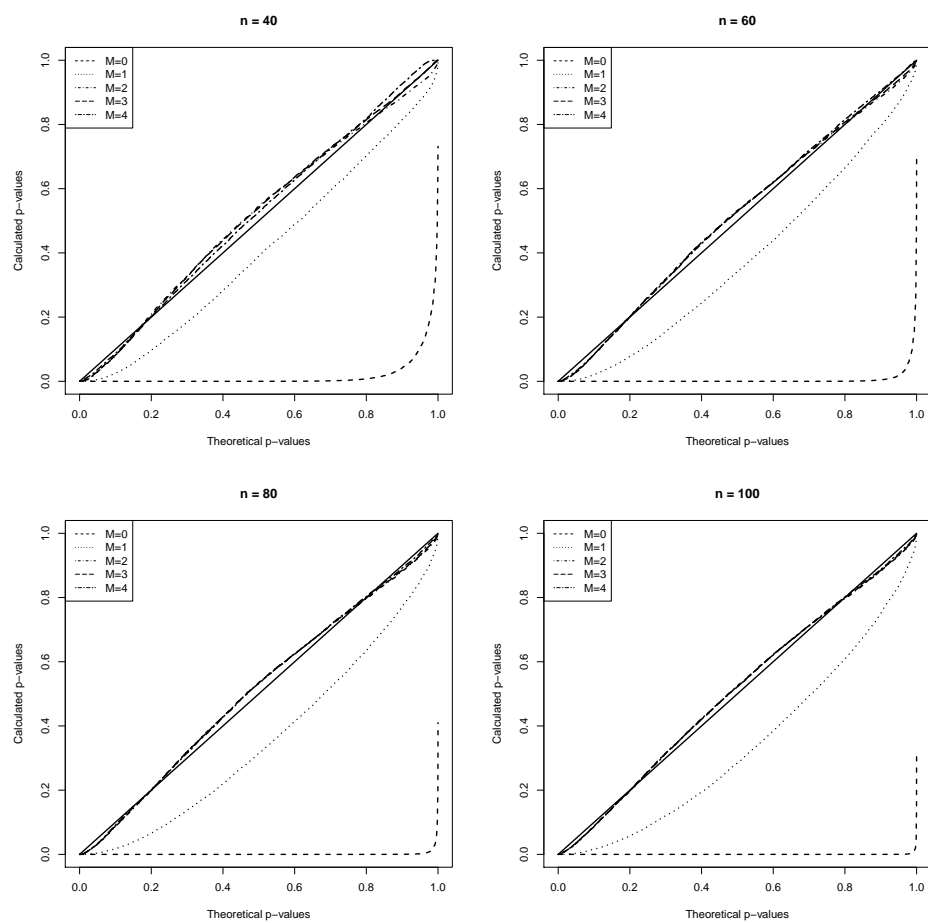 n = 40
M=0
M=1
M=2
M=3
M=4
Calculated p−values
0.0 0.2 0.4 0.6 0.8 1.0
0.0 0.2 0.4 0.6 0.8 1.0
Theoretical p−values
n = 60
M=0
M=1
M=2
M=3
M=4
Calculated p−values
0.0 0.2 0.4 0.6 0.8 1.0
0.0 0.2 0.4 0.6 0.8 1.0
Theoretical p−values
n = 80
M=0
M=1
M=2
M=3
M=4
Calculated p−values
0.0 0.2 0.4 0.6 0.8 1.0
0.0 0.2 0.4 0.6 0.8 1.0
Theoretical p−values
n = 100
M=0
M=1
M=2
M=3
M=4
Calculated p−values
0.0 0.2 0.4 0.6 0.8 1.0
0.0 0.2 0.4 0.6 0.8 1.0
Theoretical p−values